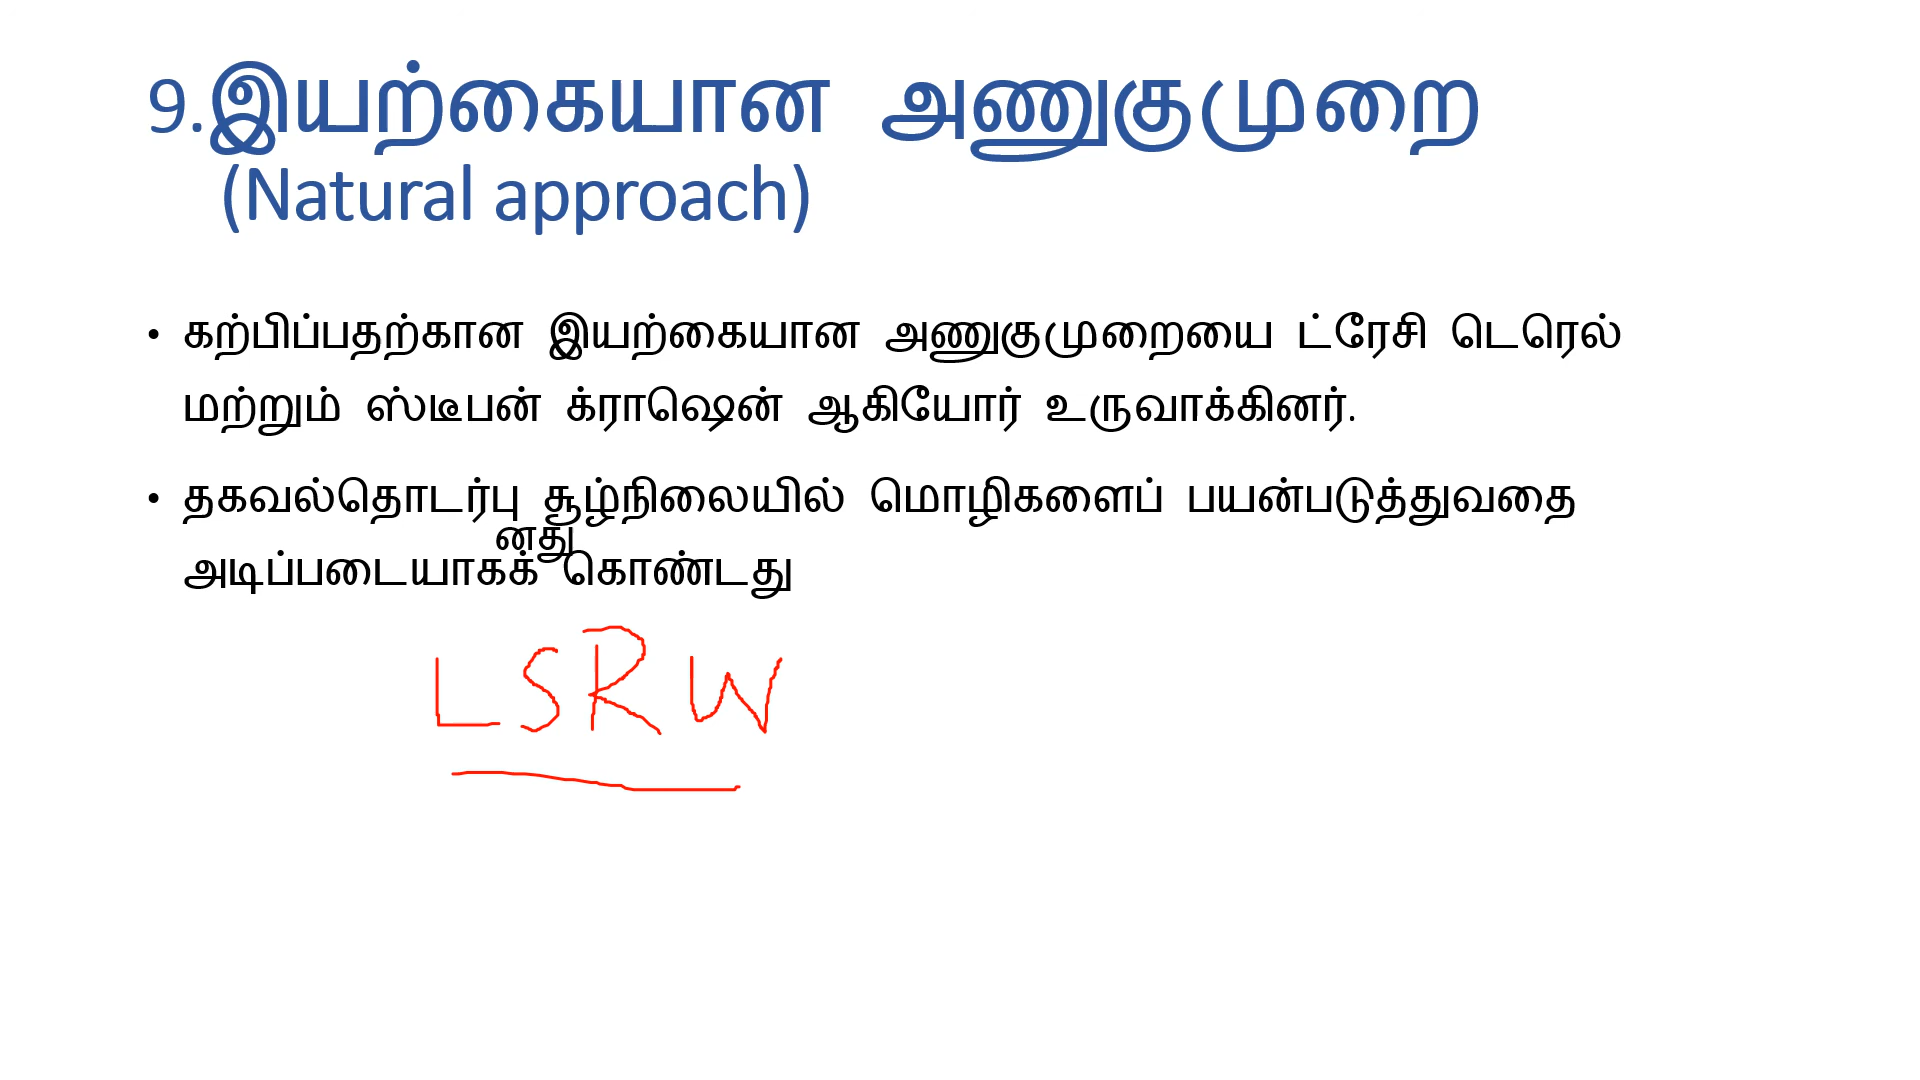 9.இயற்கையான அணுகுமுறை
(Natural approach)
• கற்பிப்பதற்கான இயற்கையான அணுகுமுறையை ட்ரேசி டெரெல்
மற்றும் ஸ்டீபன் க்ராஷென் ஆகியோர் உருவாக்கினர்.
• தகவல்தொடர்பு சூழ்நிலையில் மொழிகளைப் பயன்படுத்துவதை
னது
அடிப்படையாகக் கொண்டது
LSRW